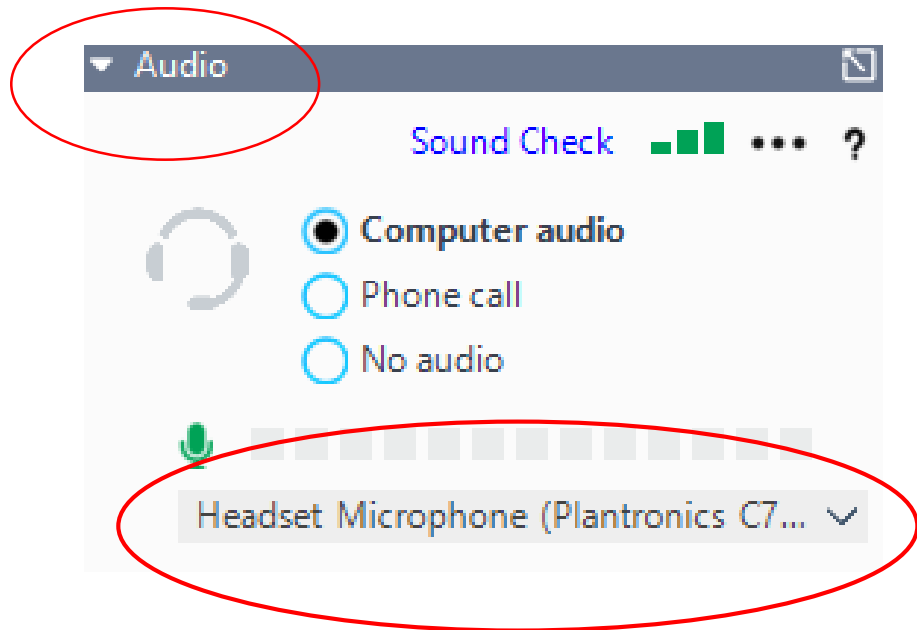 Audio
Sound Check ?
Computer audio
Phone call
No audio
Headset Microphone (Plantronics C7...